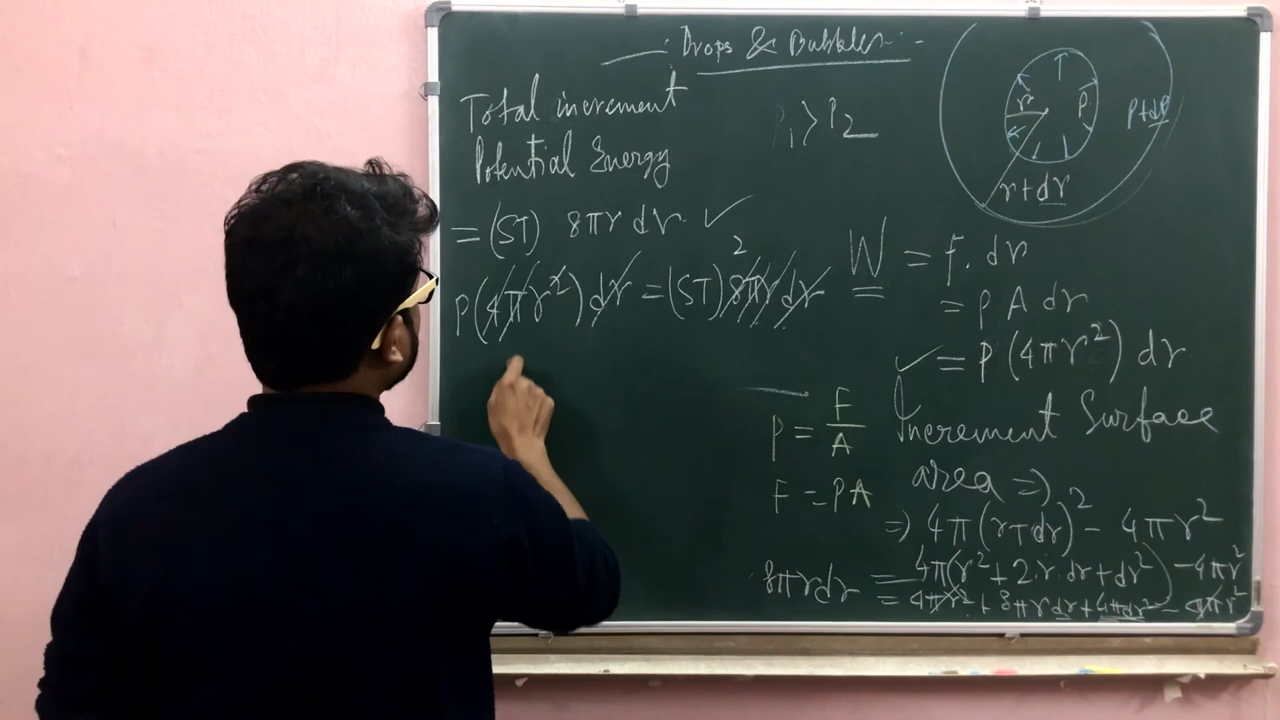 Drops & Bubbles
Total increment
Potential Energy
= (ST) 8πr dr ✓
P(4πr²)dr = (ST) 8πr dr
2
P₁ > P₂
r
P
P+dP
r+dr
W = f. dr
= P A dr
✓ = P (4πr²) dr
P = F/A
F = PA
Increment Surface
area ⇒
⇒ 4π(r+dr)² - 4πr²
8πrdr = 4π(r²+2.r.dr+dr²) - 4πr²
= 4πr² + 8πrdr + 4πdr² - 4πr²